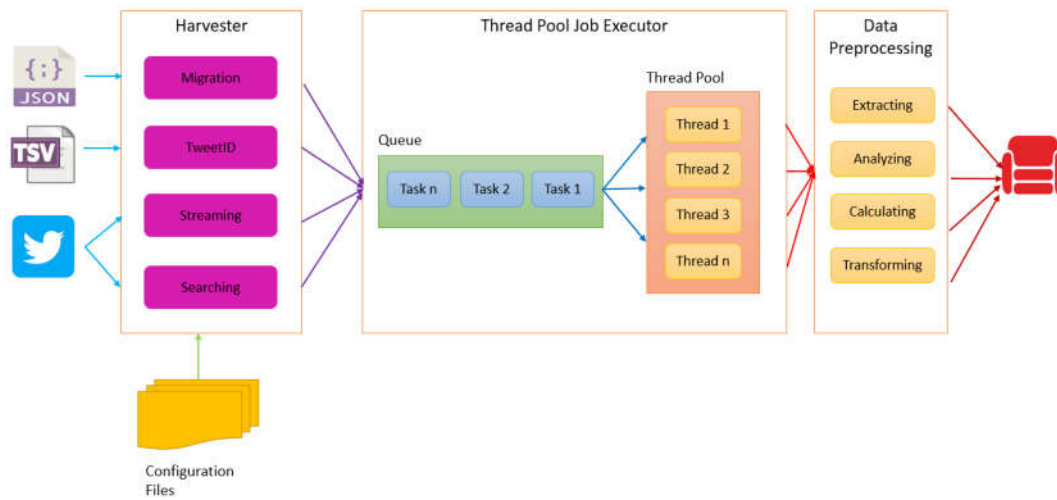 Harvester
Thread Pool Job Executor
Data
Preprocessing
{;}
JSON
TSV
Migration
TweetID
Streaming
Searching
Queue
Task n
Task 2
Task 1
Thread Pool
Thread 1
Thread 2
Thread 3
Thread n
Extracting
Analyzing
Calculating
Transforming
Configuration
Files